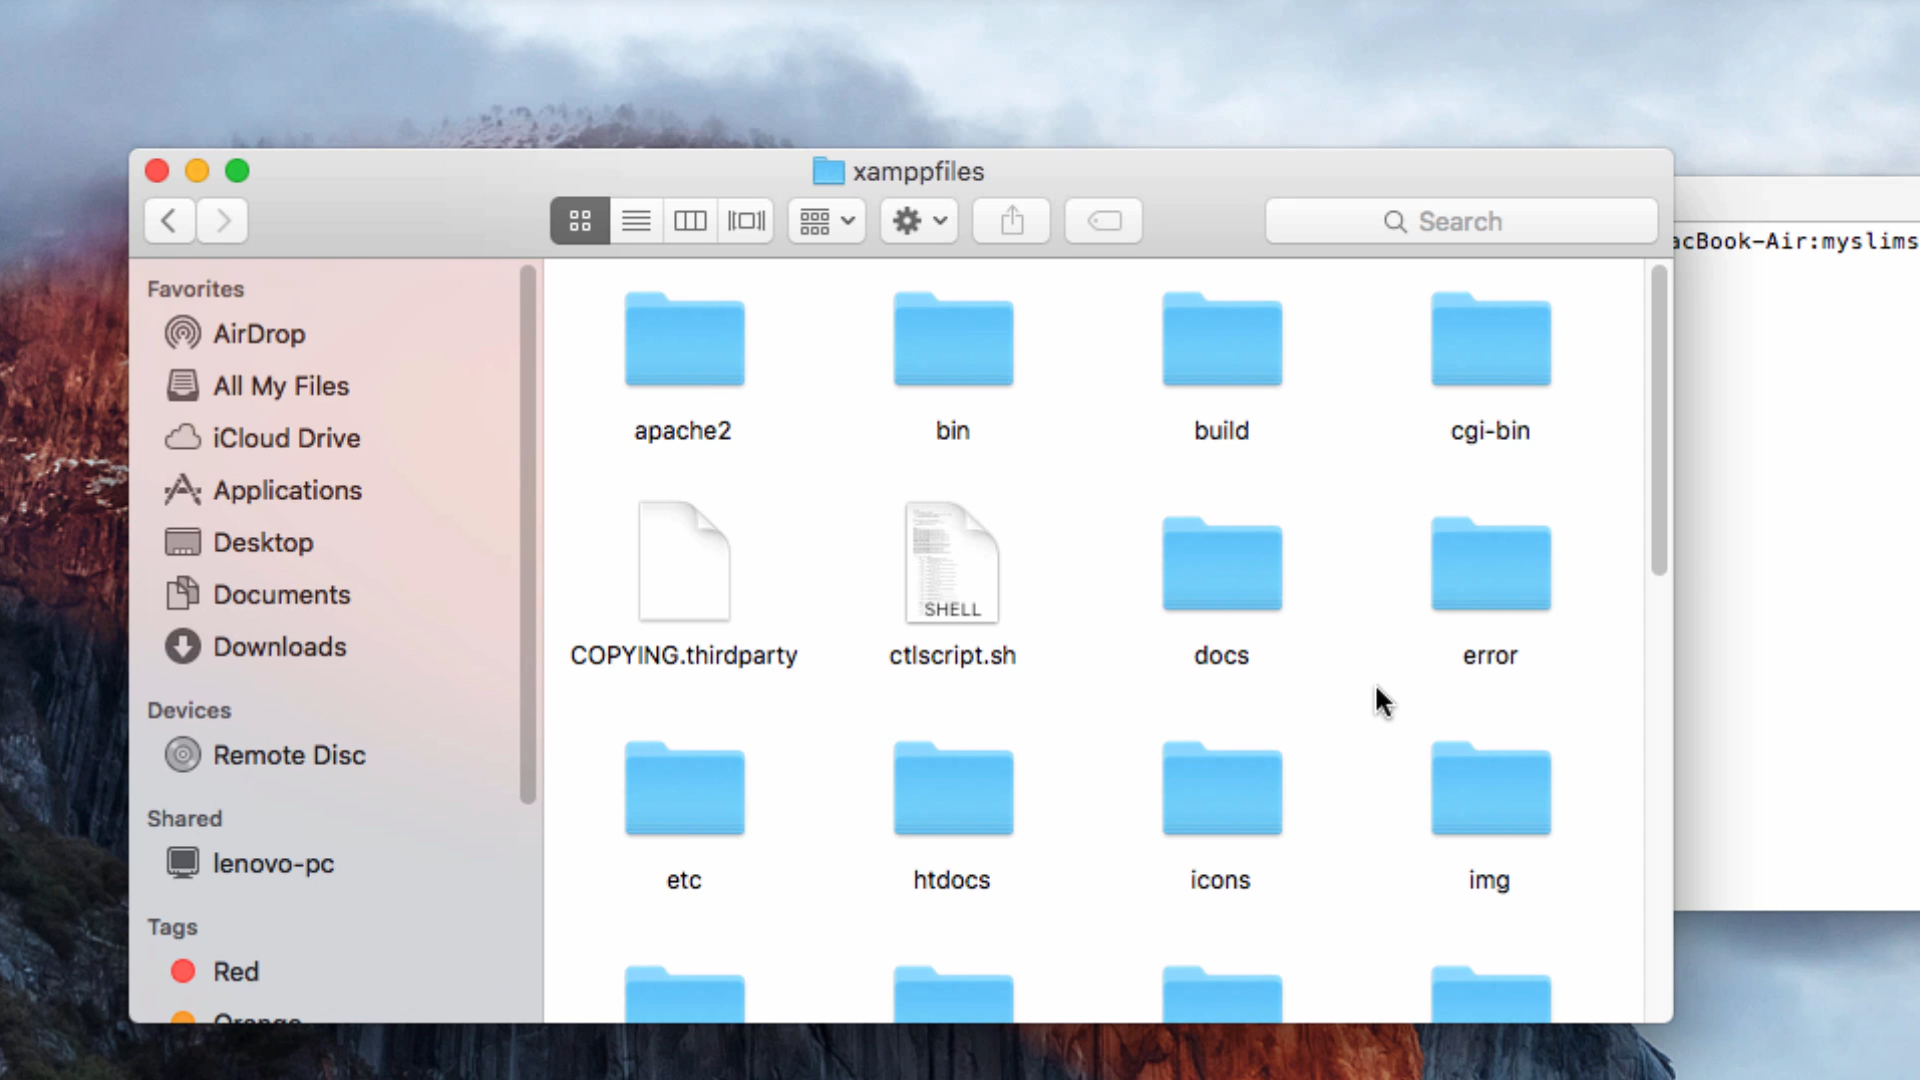 xamppfiles
Search
acBook-Air:myslims
Favorites
AirDrop
All My Files
iCloud Drive
Applications
Desktop
Documents
Downloads
Devices
Remote Disc
Shared
lenovo-pc
Tags
Red
Orange
apache2 bin build cgi-bin
SHELL
COPYING.thirdparty ctlscript.sh docs error
etc htdocs icons img